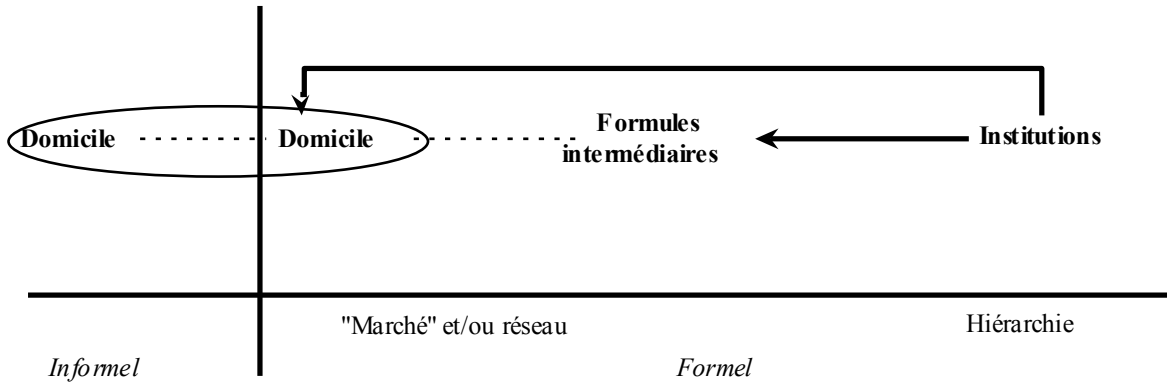 Domicile
Domicile
Formules
intermédiaires
Institutions
"Marché" et/ou réseau
Hiérarchie
Informel
Formel